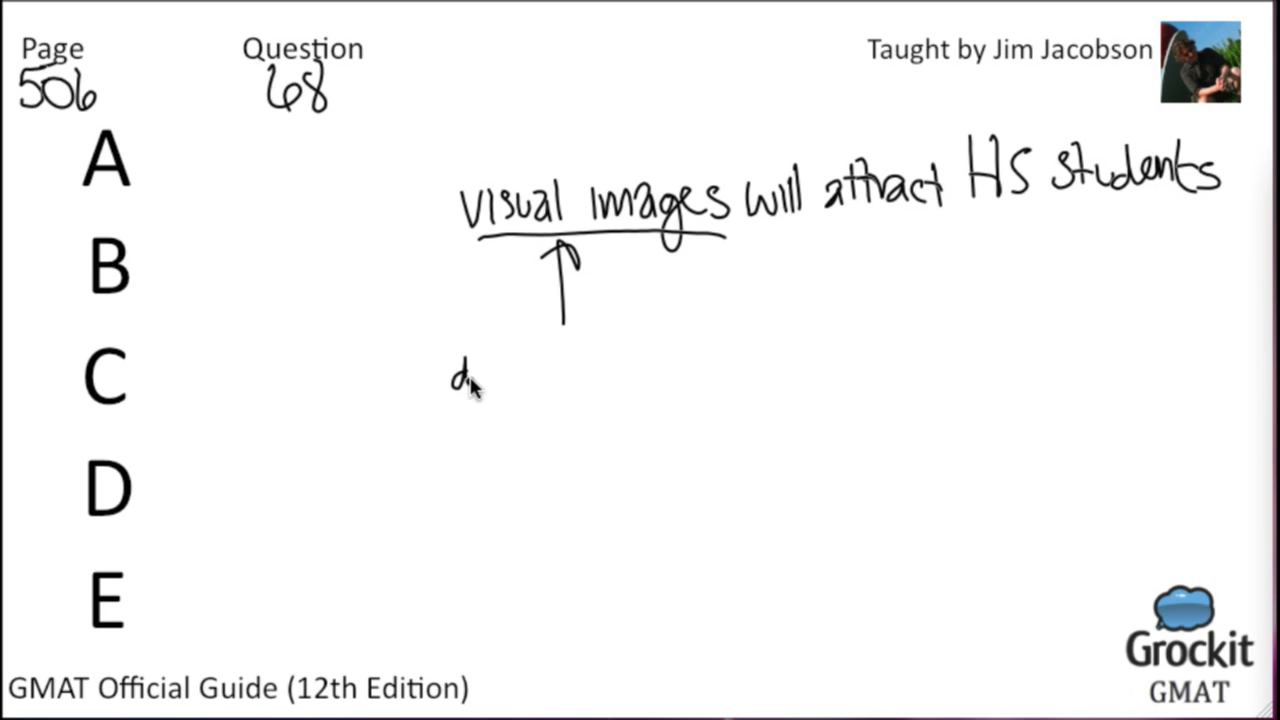 Page Question Taught by Jim Jacobson
506 68
A
visual images will attract HS students
B
C
d
D
E
Grockit
GMAT
GMAT Official Guide (12th Edition)